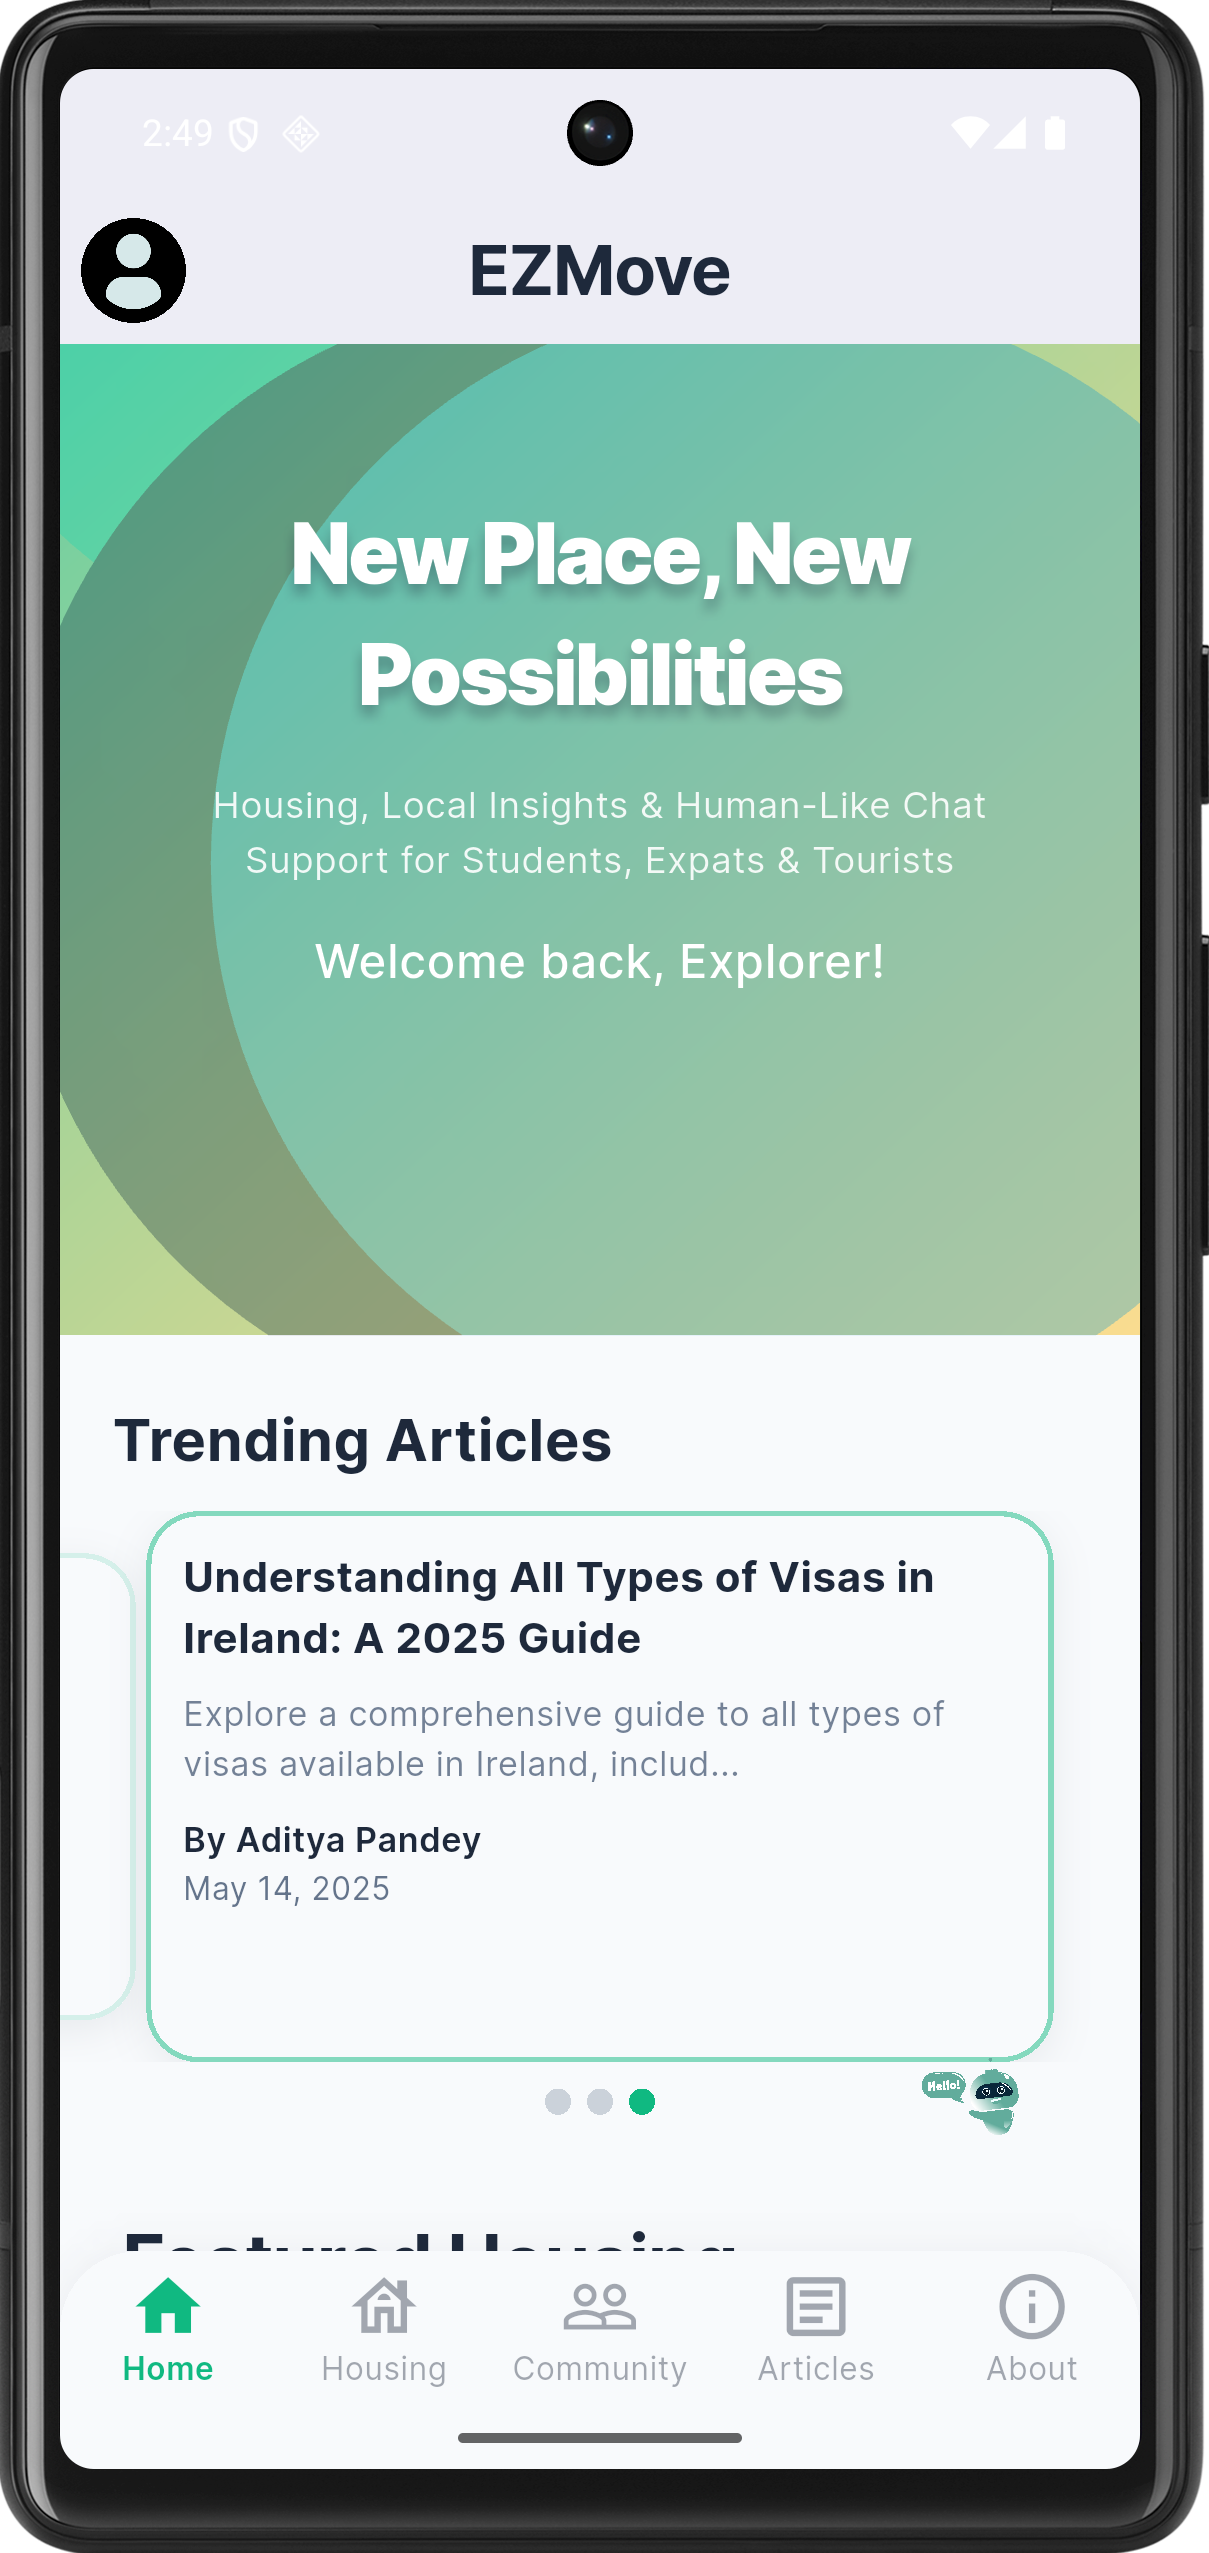 2:49
EZMove
New Place, New
Possibilities
Housing, Local Insights & Human-Like Chat
Support for Students, Expats & Tourists
Welcome back, Explorer!
Trending Articles
Understanding All Types of Visas in
Ireland: A 2025 Guide
Explore a comprehensive guide to all types of
visas available in Ireland, includ...
By Aditya Pandey
May 14, 2025
Hello!
Featured Housing
Home
Housing
Community
Articles
About